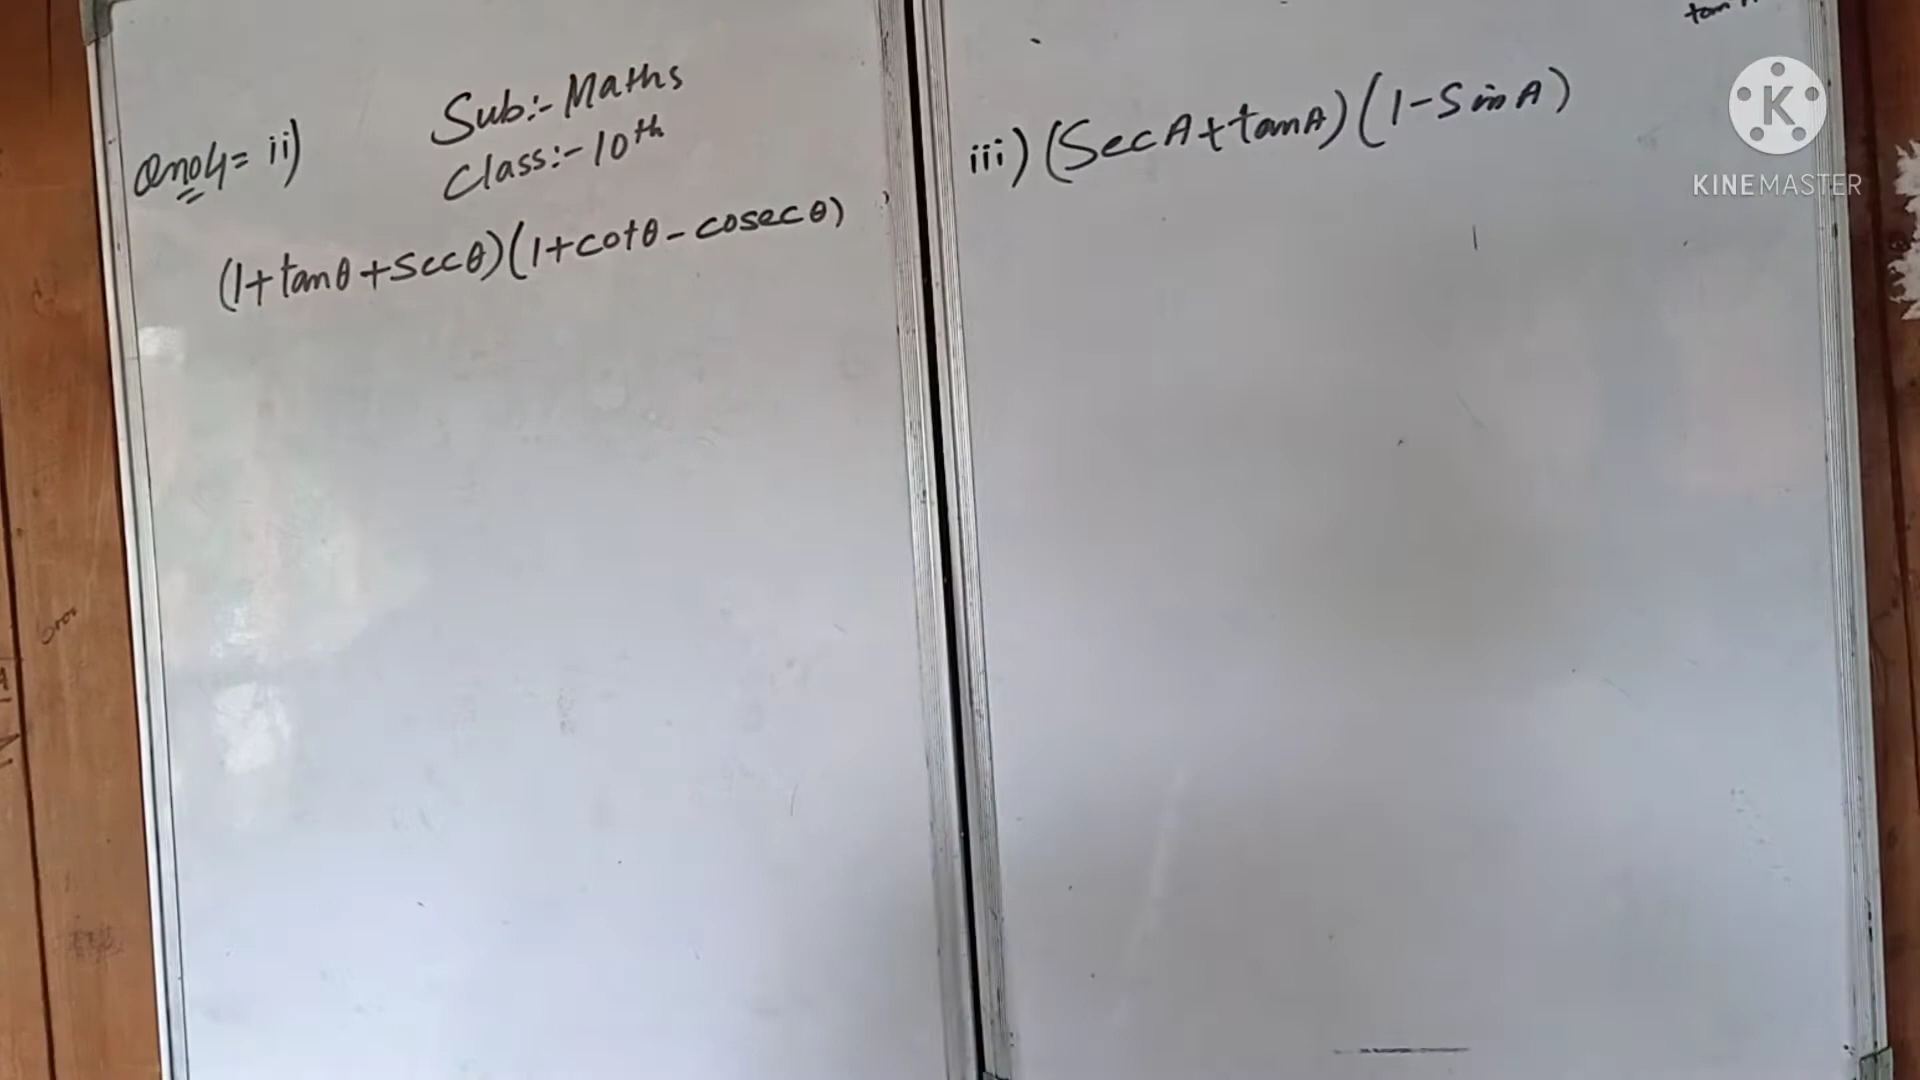 Sub:- Maths
Class:- 10th
Qno4= ii)
(1+tanθ+secθ)(1+cotθ-cosecθ)
iii) (SecA+tanA)(1-SinA)
KINEMASTER